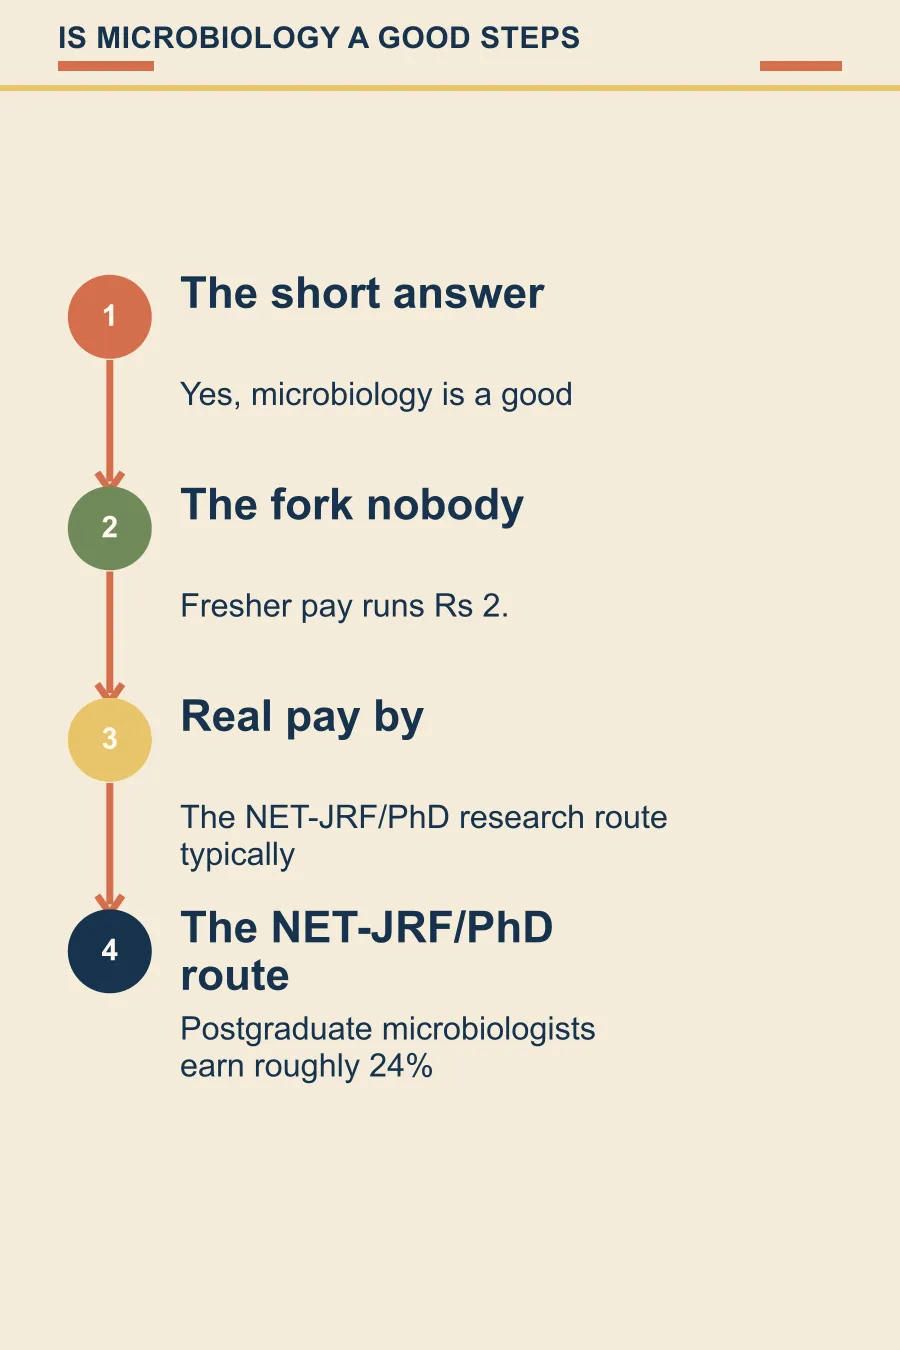 IS MICROBIOLOGY A GOOD STEPS
1
The short answer
Yes, microbiology is a good
2
The fork nobody
Fresher pay runs Rs 2.
3
Real pay by
The NET-JRF/PhD research route
typically
4
The NET-JRF/PhD
route
Postgraduate microbiologists
earn roughly 24%